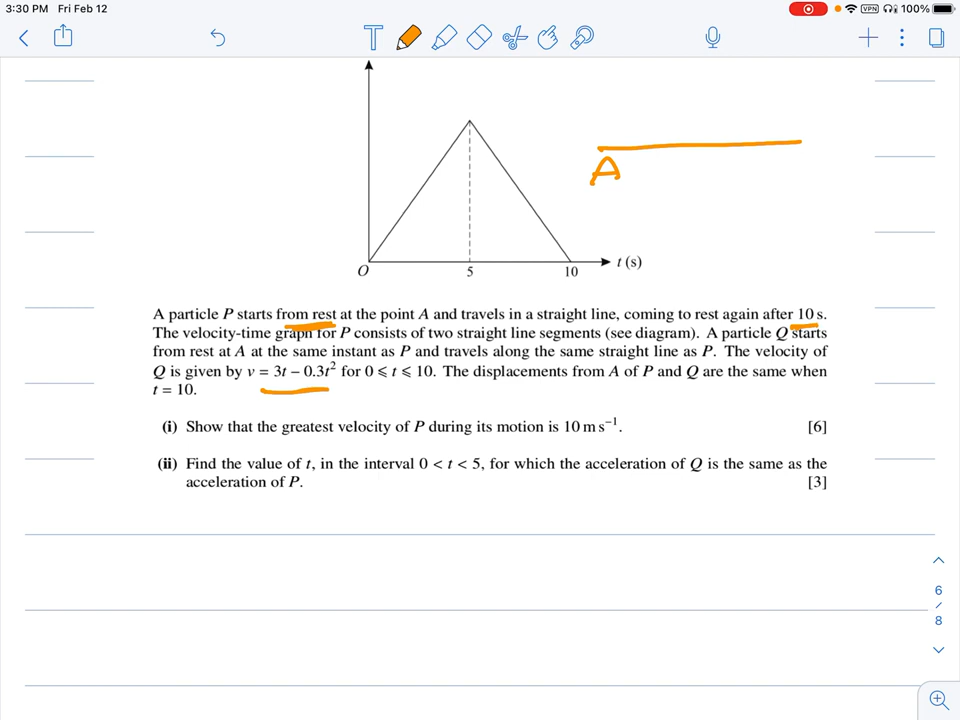 3:30 PM Fri Feb 12
VPN 100%
T
A
t (s)
O 5 10
A particle P starts from rest at the point A and travels in a straight line, coming to rest again after 10 s.
The velocity-time graph for P consists of two straight line segments (see diagram). A particle Q starts
from rest at A at the same instant as P and travels along the same straight line as P. The velocity of
Q is given by v = 3t − 0.3t² for 0 ⩽ t ⩽ 10. The displacements from A of P and Q are the same when
t = 10.
(i) Show that the greatest velocity of P during its motion is 10 m s⁻¹. [6]
(ii) Find the value of t, in the interval 0 < t < 5, for which the acceleration of Q is the same as the
acceleration of P. [3]
6
/
8